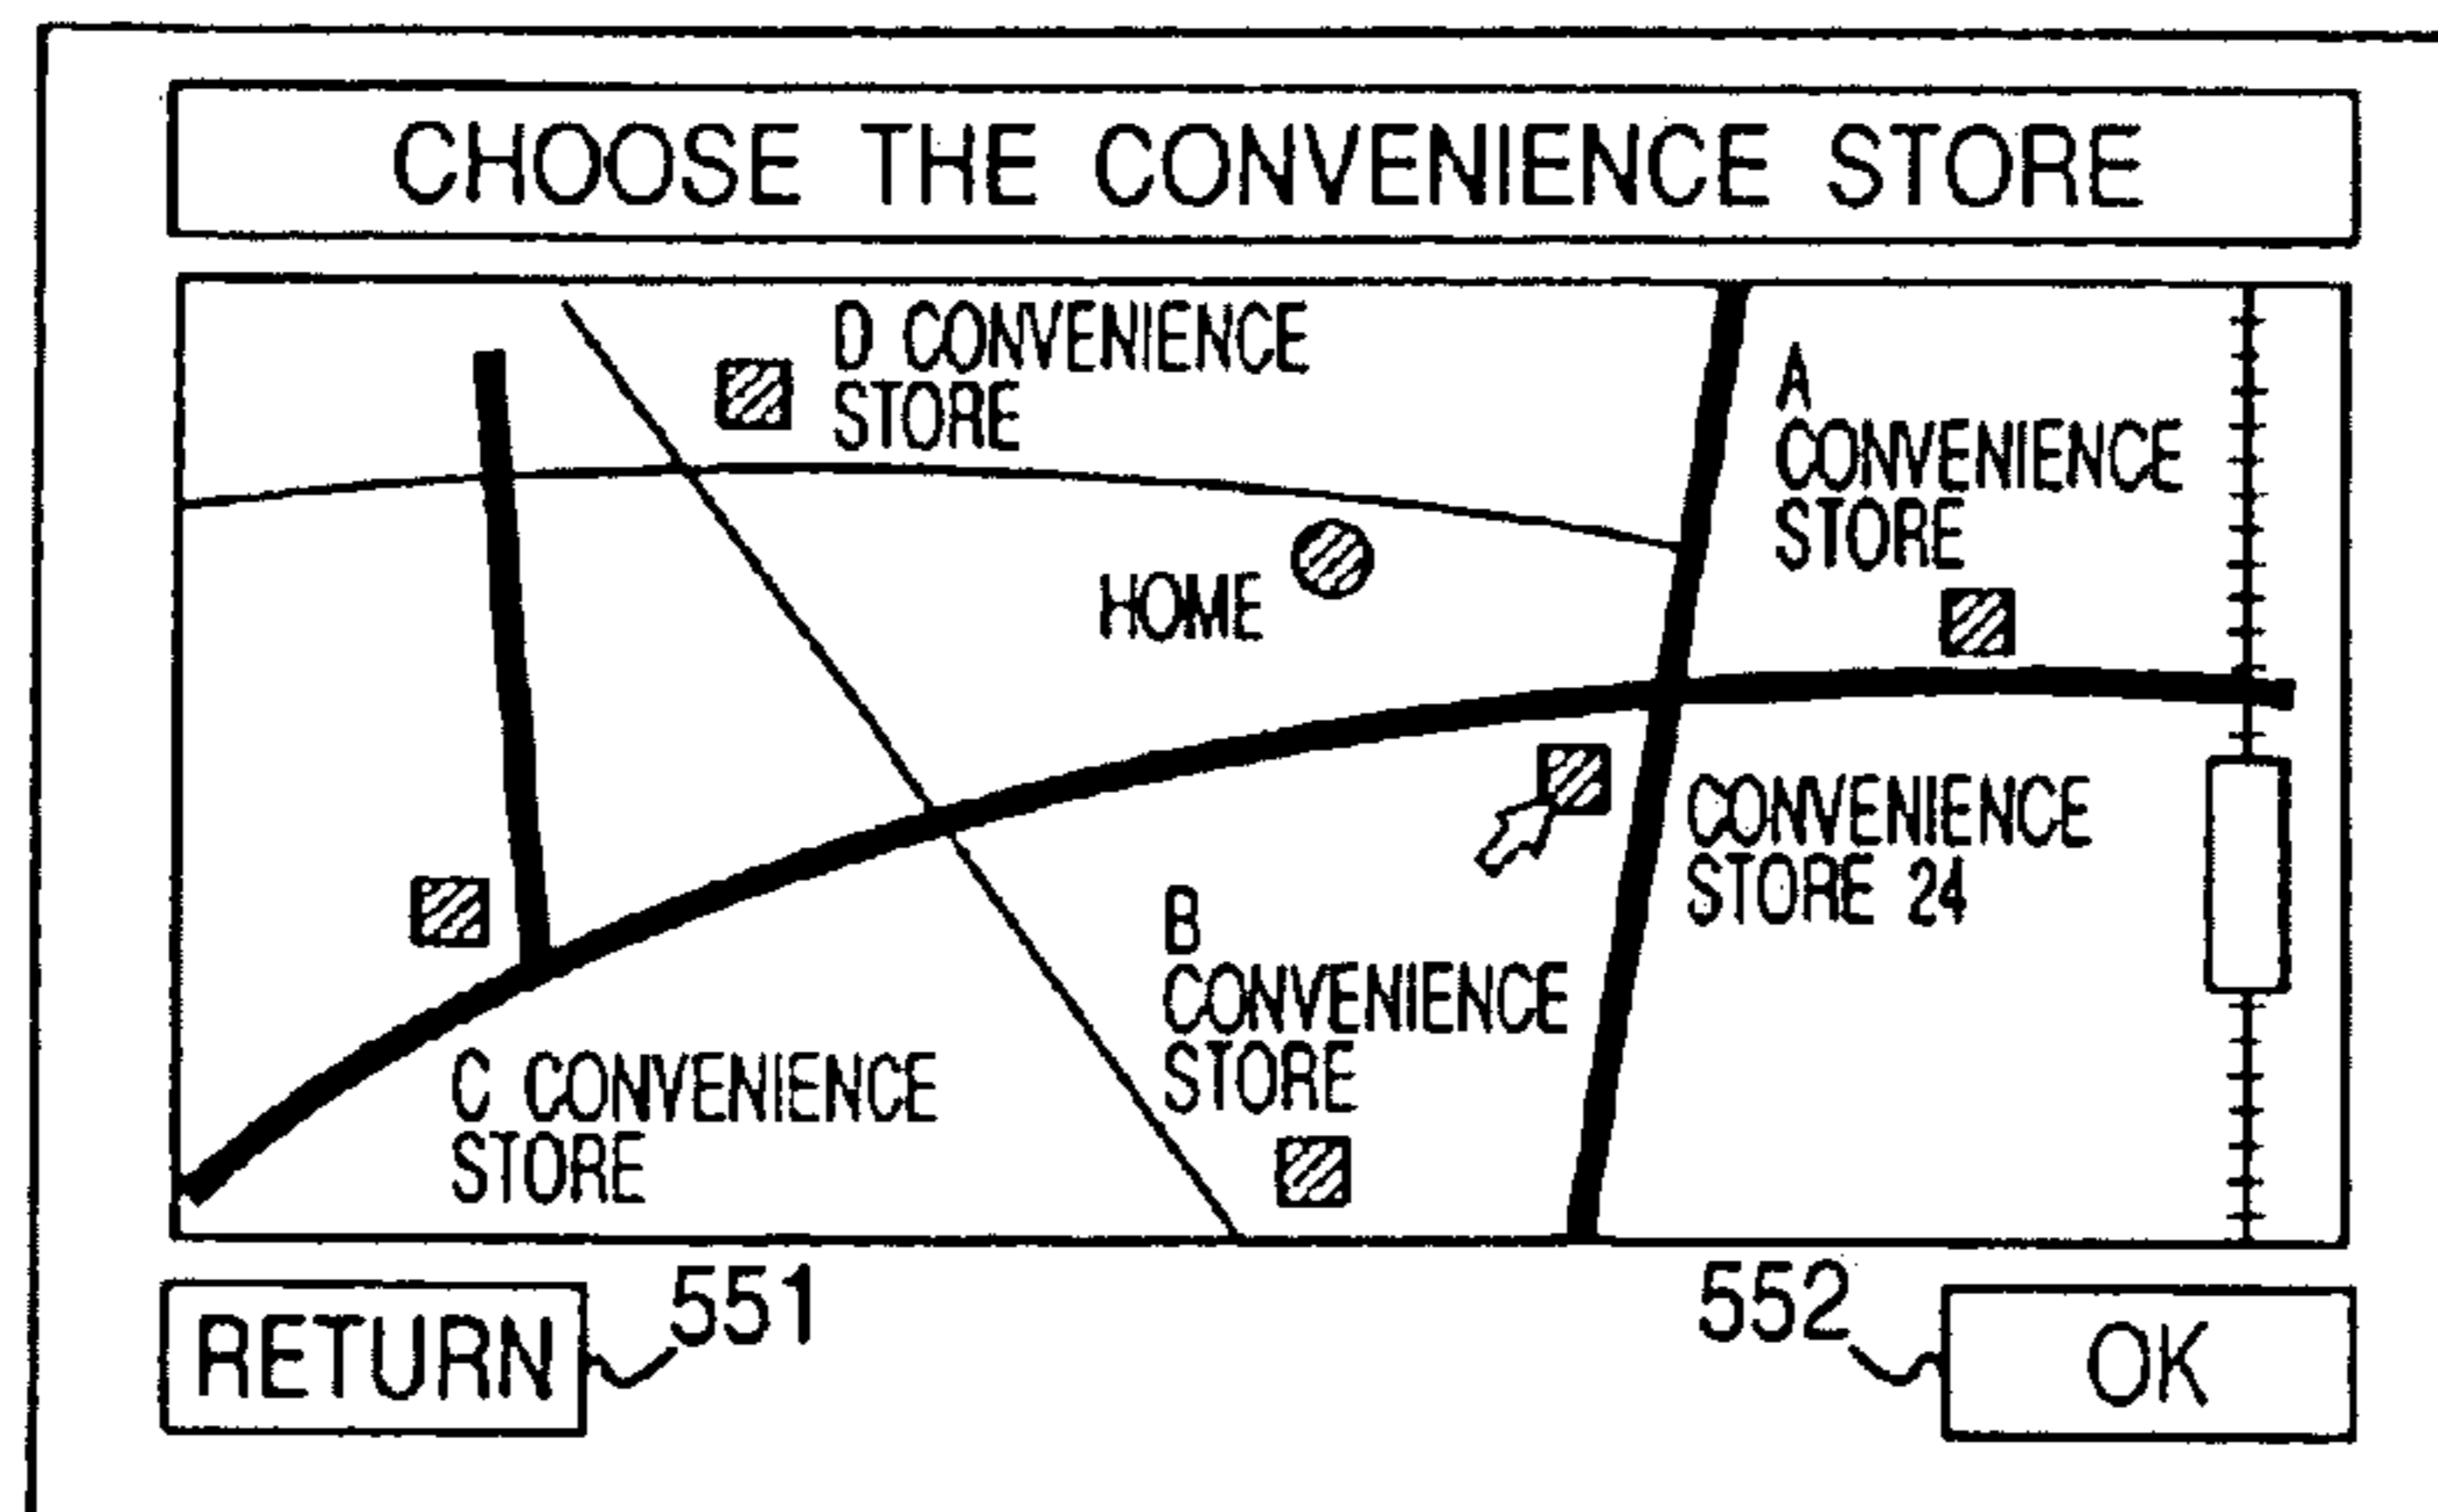 CHOOSE THE CONVENIENCE STORE
D CONVENIENCE
STORE
A
CONVENIENCE
STORE
HOME
CONVENIENCE
STORE 24
B
CONVENIENCE
STORE
C CONVENIENCE
STORE
551
552
RETURN
OK